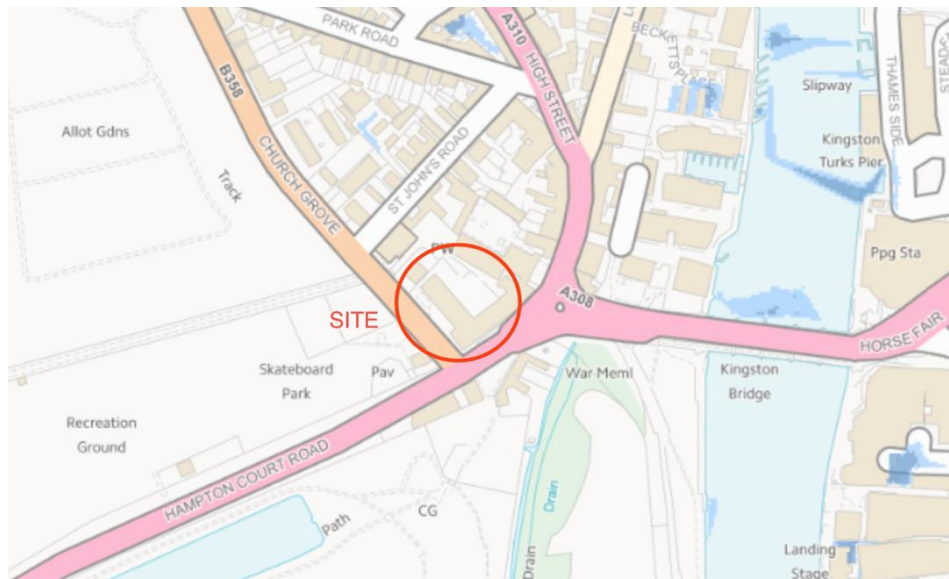 A310
PARK ROAD
HIGH STREET
BECKETTS PLACE
B358
Slipway
THAMES SIDE
Allot Gdns
Kingston
Turks Pier
CHURCH GROVE
ST JOHN'S ROAD
Track
PW
Ppg Sta
A308
SITE
HORSE FAIR
Skateboard
Park
Pav
War Meml
Kingston
Bridge
Recreation
Ground
HAMPTON COURT ROAD
Drain
CG
Path
Drain
Landing
Stage